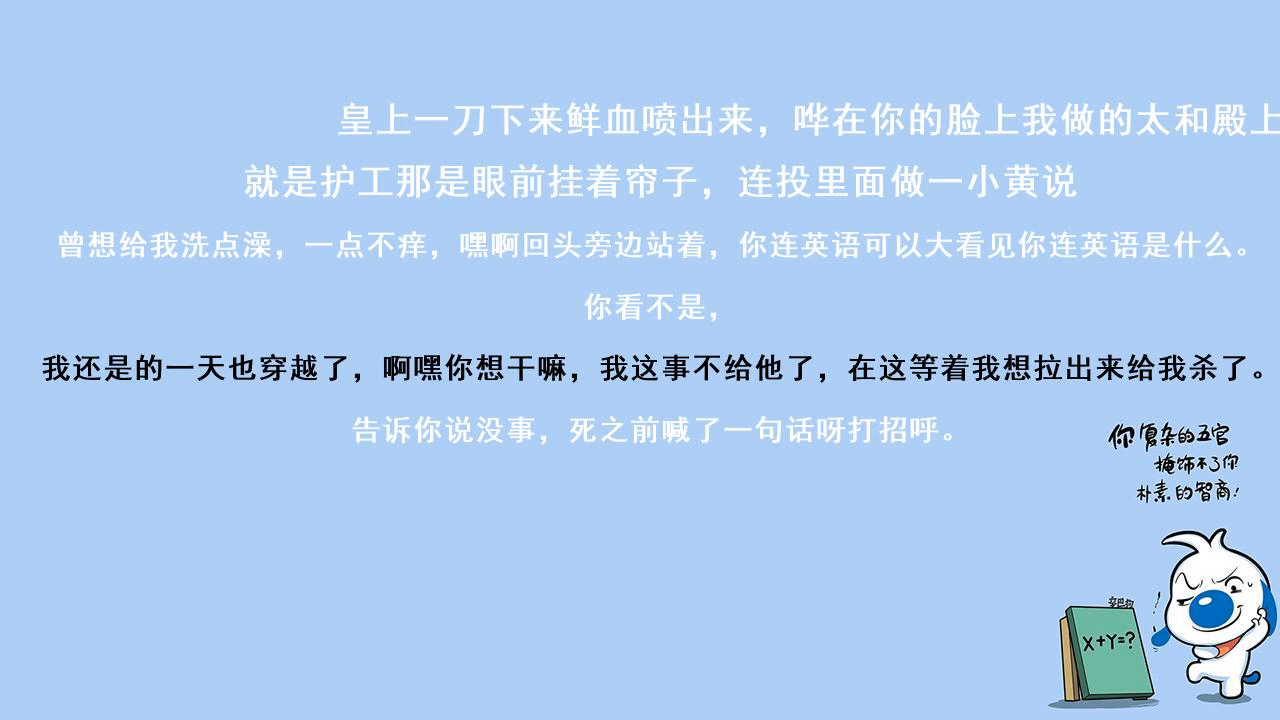 皇上一刀下来鲜血喷出来，哗在你的脸上我做的太和殿上
就是护工那是眼前挂着帘子，连投里面做一小黄说
曾想给我洗点澡，一点不痒，嘿啊回头旁边站着，你连英语可以大看见你连英语是什么。
你看不是，
我还是的一天也穿越了，啊嘿你想干嘛，我这事不给他了，在这等着我想拉出来给我杀了。
告诉你说没事，死之前喊了一句话呀打招呼。
你复杂的五官
掩饰不了你
朴素的智商！
X+Y=?